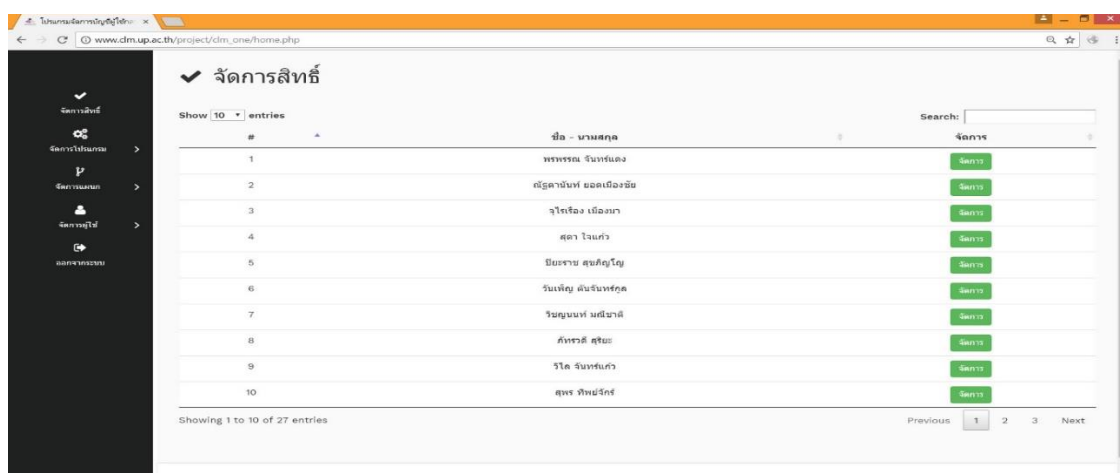 โปรแกรมจัดการบัญชีผู้ใช้
www.clm.up.ac.th/project/clm_one/home.php
จัดการสิทธิ์
จัดการโปรแกรม
จัดการแผนก
จัดการผู้ใช้
ออกจากระบบ
จัดการสิทธิ์
Show 10 entries
Search:
# ชื่อ - นามสกุล จัดการ
1 พรพรรณ จันทร์แดง จัดการ
2 ณัฐดานันท์ ยอดเมืองชัย จัดการ
3 จุไรเรือง เมืองมา จัดการ
4 สุดา ใจแก้ว จัดการ
5 ปิยะราช สุขภิญโญ จัดการ
6 วันเพ็ญ ตันจันทร์กูล จัดการ
7 วิชญนนท์ มณีชาติ จัดการ
8 ภัทรวดี สุริยะ จัดการ
9 วิไล จันทร์แก้ว จัดการ
10 สุพร ทิพย์จักร์ จัดการ
Showing 1 to 10 of 27 entries
Previous 1 2 3 Next